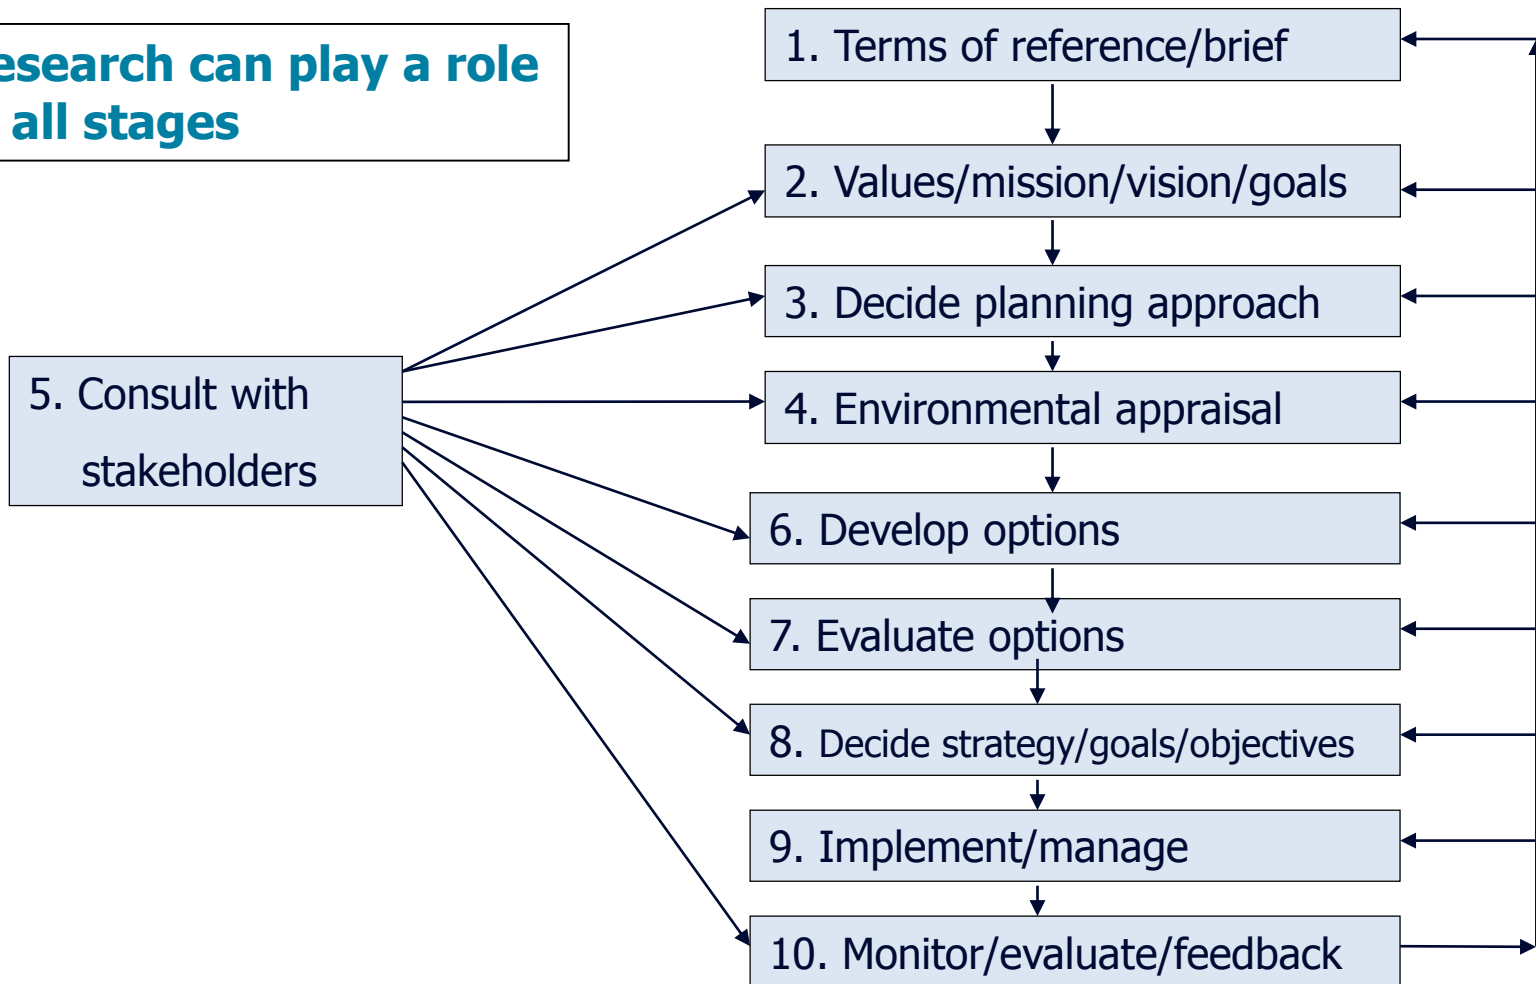 esearch can play a role
all stages
1. Terms of reference/brief
2. Values/mission/vision/goals
3. Decide planning approach
5. Consult with
stakeholders
4. Environmental appraisal
6. Develop options
7. Evaluate options
8. Decide strategy/goals/objectives
9. Implement/manage
10. Monitor/evaluate/feedback